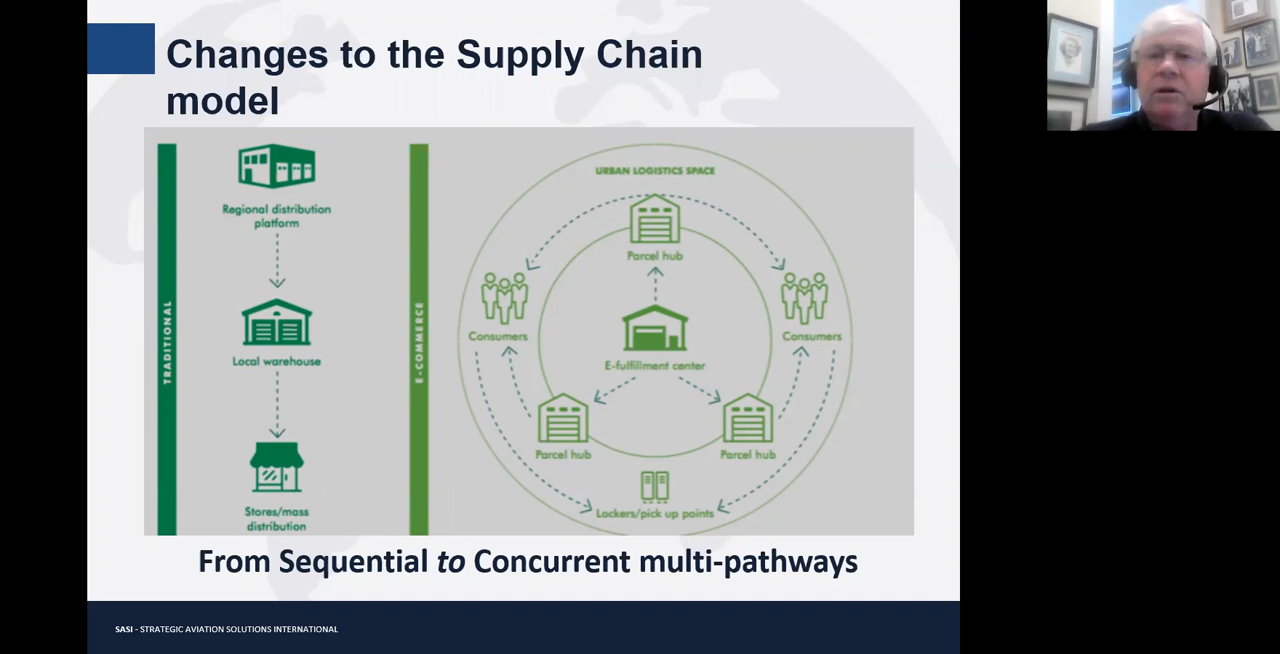 Changes to the Supply Chain
model
TRADITIONAL
Regional distribution
platform
Local warehouse
Stores/mass
distribution
E-COMMERCE
URBAN LOGISTICS SPACE
Parcel hub
Consumers
Consumers
E-fulfillment center
Parcel hub
Parcel hub
Lockers/pick up points
From Sequential to Concurrent multi-pathways
SASI - STRATEGIC AVIATION SOLUTIONS INTERNATIONAL